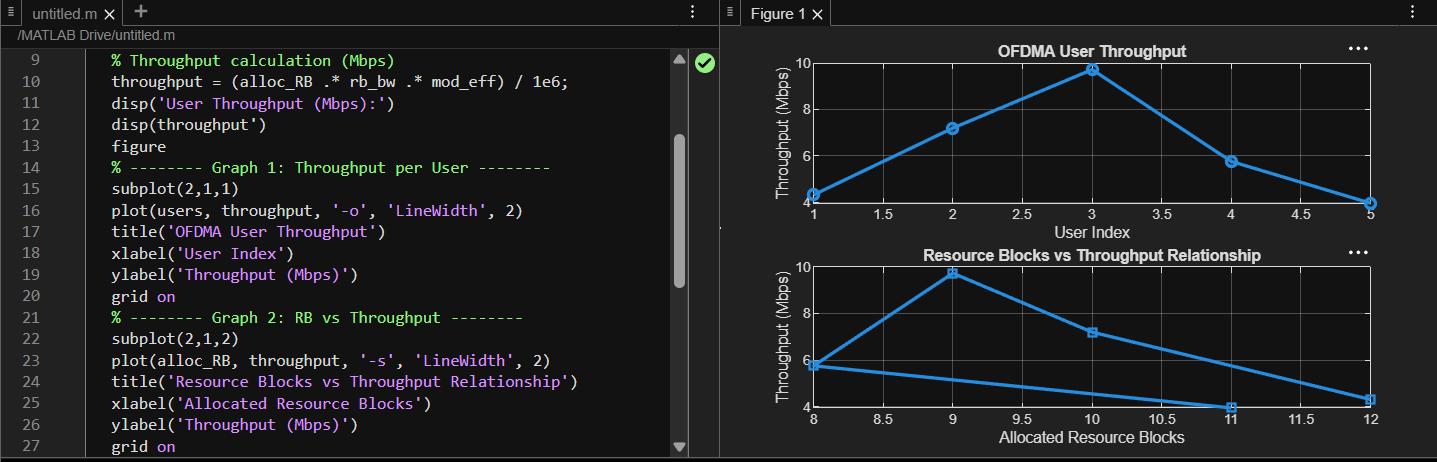 untitled.m
/MATLAB Drive/untitled.m
9 % Throughput calculation (Mbps)
10 throughput = (alloc_RB .* rb_bw .* mod_eff) / 1e6;
11 disp('User Throughput (Mbps):')
12 disp(throughput')
13 figure
14 % -------- Graph 1: Throughput per User --------
15 subplot(2,1,1)
16 plot(users, throughput, '-o', 'LineWidth', 2)
17 title('OFDMA User Throughput')
18 xlabel('User Index')
19 ylabel('Throughput (Mbps)')
20 grid on
21 % -------- Graph 2: RB vs Throughput --------
22 subplot(2,1,2)
23 plot(alloc_RB, throughput, '-s', 'LineWidth', 2)
24 title('Resource Blocks vs Throughput Relationship')
25 xlabel('Allocated Resource Blocks')
26 ylabel('Throughput (Mbps)')
27 grid on
Figure 1
OFDMA User Throughput
Throughput (Mbps)
10
8
6
4
1 1.5 2 2.5 3 3.5 4 4.5 5
User Index
Resource Blocks vs Throughput Relationship
Throughput (Mbps)
10
8
6
4
8 8.5 9 9.5 10 10.5 11 11.5 12
Allocated Resource Blocks